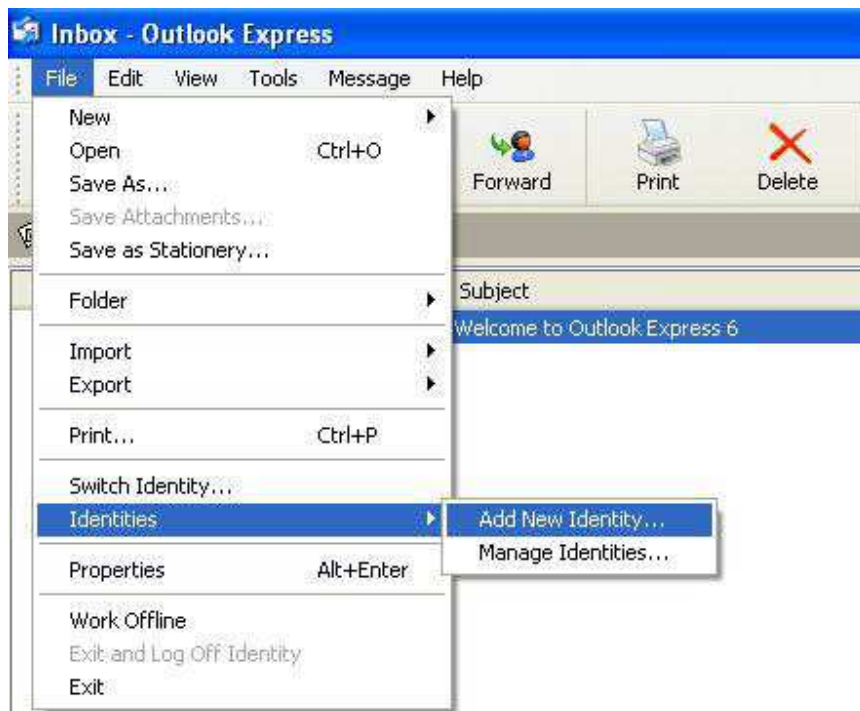 Inbox - Outlook Express
File Edit View Tools Message Help
New
Open Ctrl+O
Save As...
Save Attachments...
Save as Stationery...
Forward Print Delete
Folder
Subject
Welcome to Outlook Express 6
Import
Export
Print... Ctrl+P
Switch Identity...
Identities
Add New Identity...
Manage Identities...
Properties Alt+Enter
Work Offline
Exit and Log Off Identity
Exit